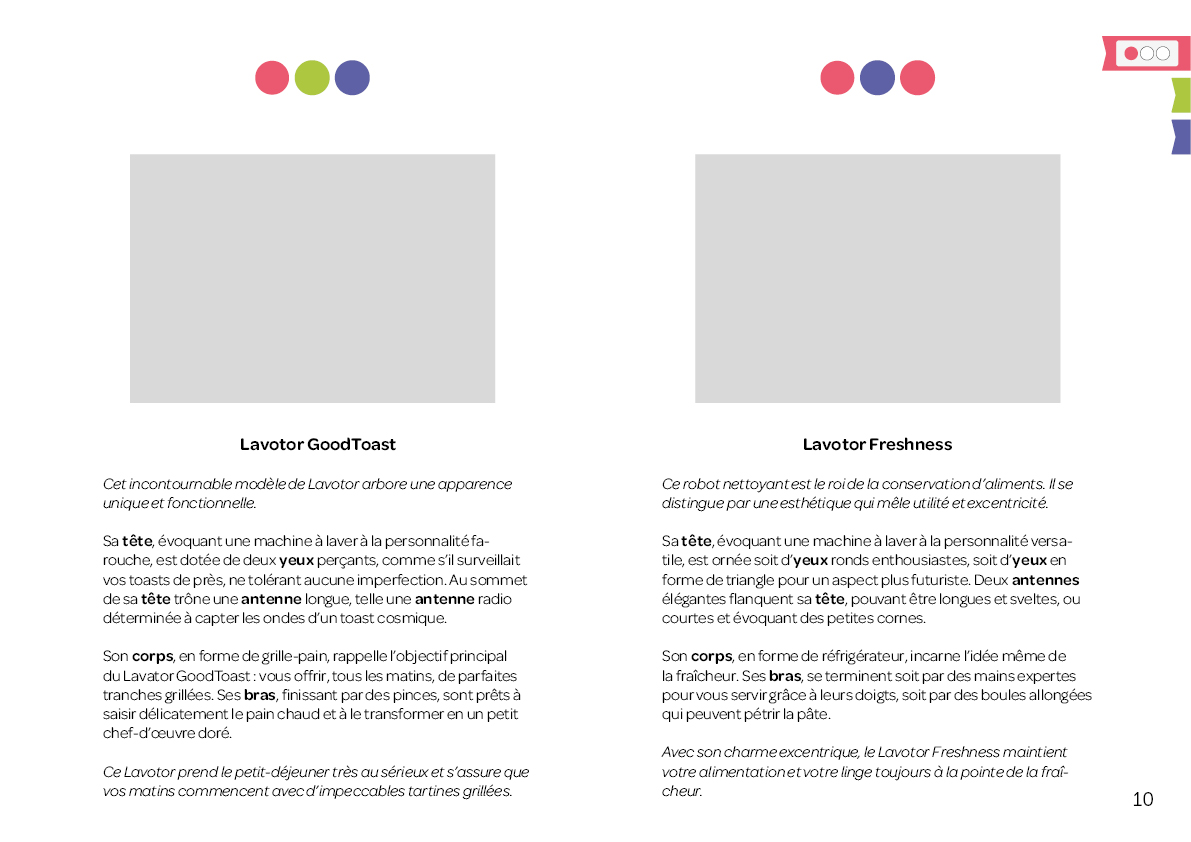 Lavotor GoodToast
Cet incontournable modèle de Lavotor arbore une apparence
unique et fonctionnelle.
Sa tête, évoquant une machine à laver à la personnalité fa-
rouche, est dotée de deux yeux perçants, comme s'il surveillait
vos toasts de près, ne tolérant aucune imperfection. Au sommet
de sa tête trône une antenne longue, telle une antenne radio
déterminée à capter les ondes d'un toast cosmique.
Son corps, en forme de grille-pain, rappelle l'objectif principal
du Lavator GoodToast : vous offrir, tous les matins, de parfaites
tranches grillées. Ses bras, finissant par des pinces, sont prêts à
saisir délicatement le pain chaud et à le transformer en un petit
chef-d'œuvre doré.
Ce Lavotor prend le petit-déjeuner très au sérieux et s'assure que
vos matins commencent avec d'impeccables tartines grillées.
Lavotor Freshness
Ce robot nettoyant est le roi de la conservation d'aliments. Il se
distingue par une esthétique qui mêle utilité et excentricité.
Sa tête, évoquant une machine à laver à la personnalité versa-
tile, est ornée soit d'yeux ronds enthousiastes, soit d'yeux en
forme de triangle pour un aspect plus futuriste. Deux antennes
élégantes flanquent sa tête, pouvant être longues et sveltes, ou
courtes et évoquant des petites cornes.
Son corps, en forme de réfrigérateur, incarne l'idée même de
la fraîcheur. Ses bras, se terminent soit par des mains expertes
pour vous servir grâce à leurs doigts, soit par des boules allongées
qui peuvent pétrir la pâte.
Avec son charme excentrique, le Lavotor Freshness maintient
votre alimentation et votre linge toujours à la pointe de la fraî-
cheur.
10